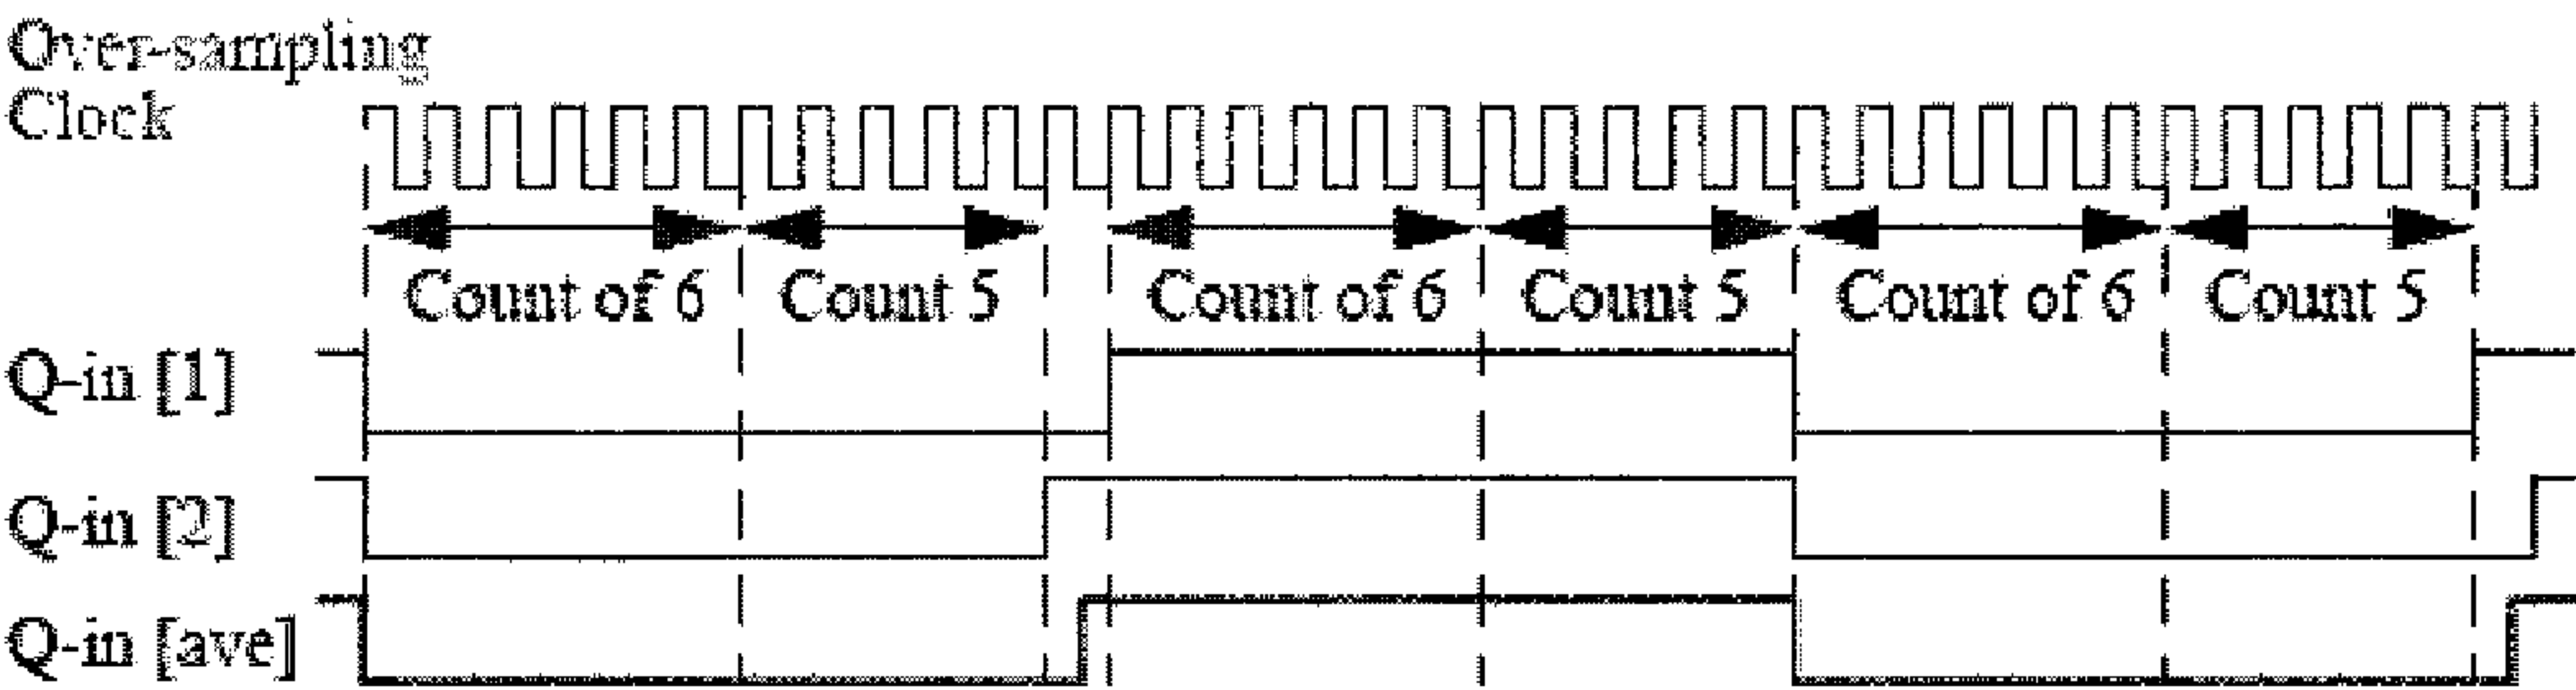 Over-sampling
Clock
Count of 6 Count 5 Count of 6 Count 5 Count of 6 Count 5
Q-in [1]
Q-in [2]
Q-in [ave]